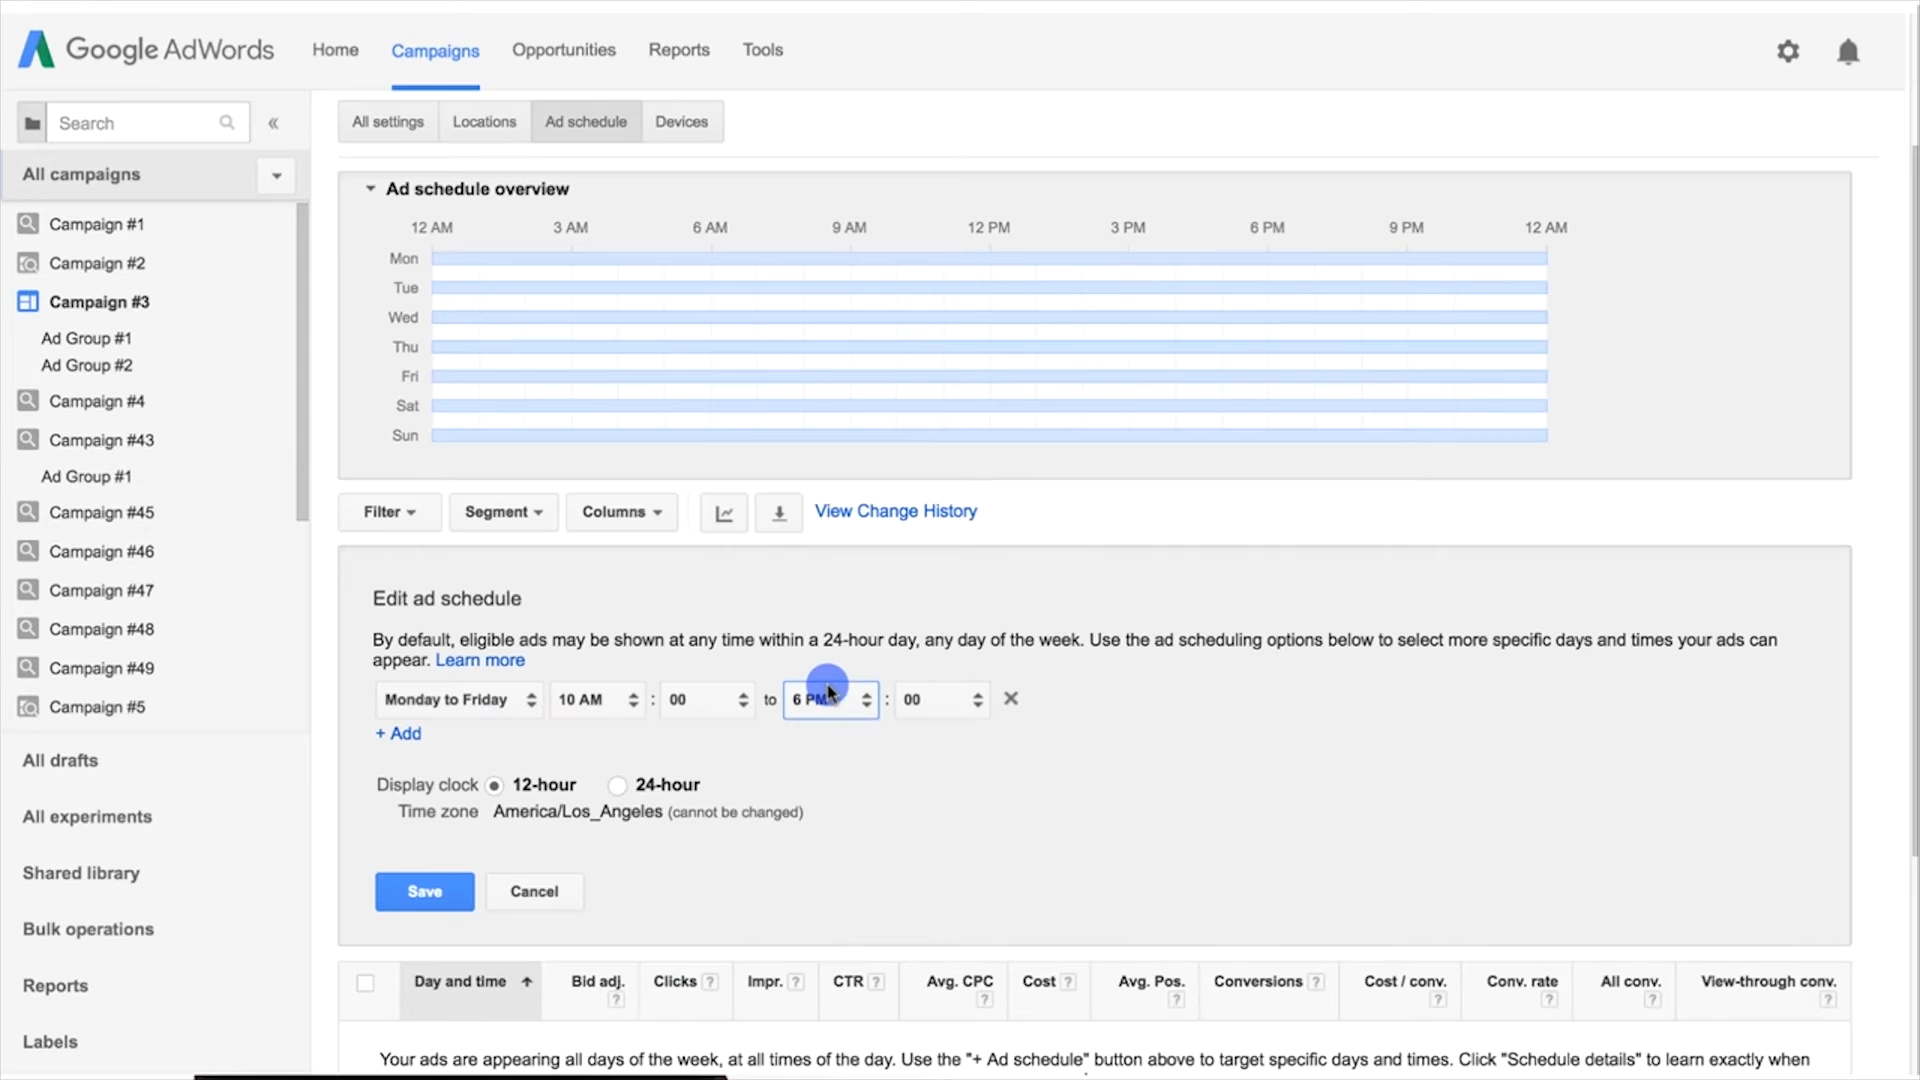 Google AdWords
Home
Campaigns
Opportunities
Reports
Tools
Search
«
All settings
Locations
Ad schedule
Devices
All campaigns
Campaign #1
Campaign #2
Campaign #3
Ad Group #1
Ad Group #2
Campaign #4
Campaign #43
Ad Group #1
Campaign #45
Campaign #46
Campaign #47
Campaign #48
Campaign #49
Campaign #5
All drafts
All experiments
Shared library
Bulk operations
Reports
Labels
Ad schedule overview
12 AM 3 AM 6 AM 9 AM 12 PM 3 PM 6 PM 9 PM 12 AM
Mon
Tue
Wed
Thu
Fri
Sat
Sun
Filter
Segment
Columns
View Change History
Edit ad schedule
By default, eligible ads may be shown at any time within a 24-hour day, any day of the week. Use the ad scheduling options below to select more specific days and times your ads can
appear. Learn more
Monday to Friday 10 AM : 00 to 6 PM : 00
+ Add
Display clock 12-hour 24-hour
Time zone America/Los_Angeles (cannot be changed)
Save
Cancel
Day and time
Bid adj. ?
Clicks ?
Impr. ?
CTR ?
Avg. CPC ?
Cost ?
Avg. Pos. ?
Conversions ?
Cost / conv. ?
Conv. rate ?
All conv. ?
View-through conv. ?
Your ads are appearing all days of the week, at all times of the day. Use the "+ Ad schedule" button above to target specific days and times. Click "Schedule details" to learn exactly when